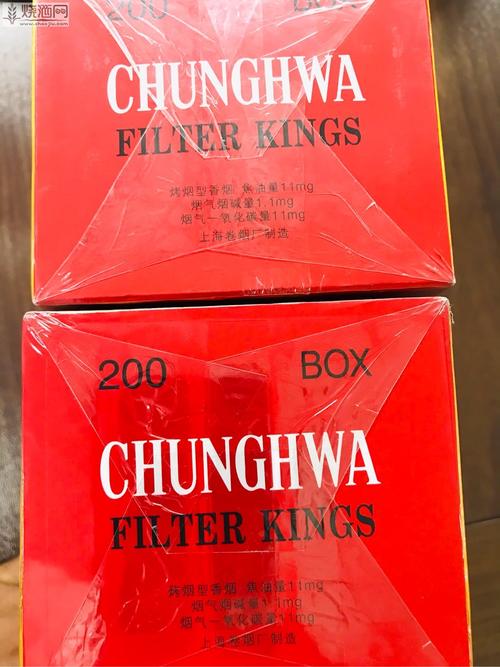 烧酒网
www.shaojiu.com
200 BOX
CHUNGHWA
FILTER KINGS
烤烟型香烟 焦油量11mg
烟气烟碱量1.1mg
烟气一氧化碳量11mg
上海卷烟厂制造
200 BOX
CHUNGHWA
FILTER KINGS
烤烟型香烟 焦油量11mg
烟气烟碱量1.1mg
烟气一氧化碳量11mg
上海卷烟厂制造